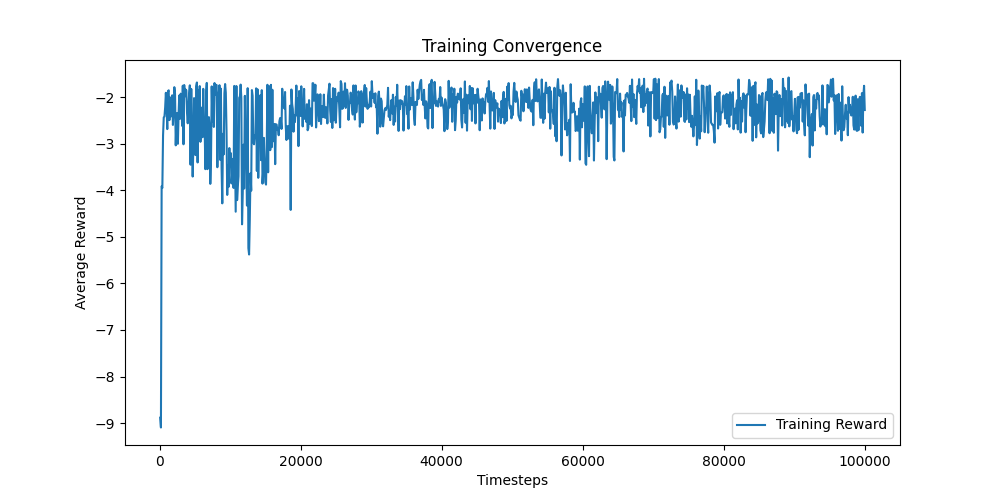 Training Convergence
Average Reward
−2
−3
−4
−5
−6
−7
−8
−9
Training Reward
0 20000 40000 60000 80000 100000
Timesteps